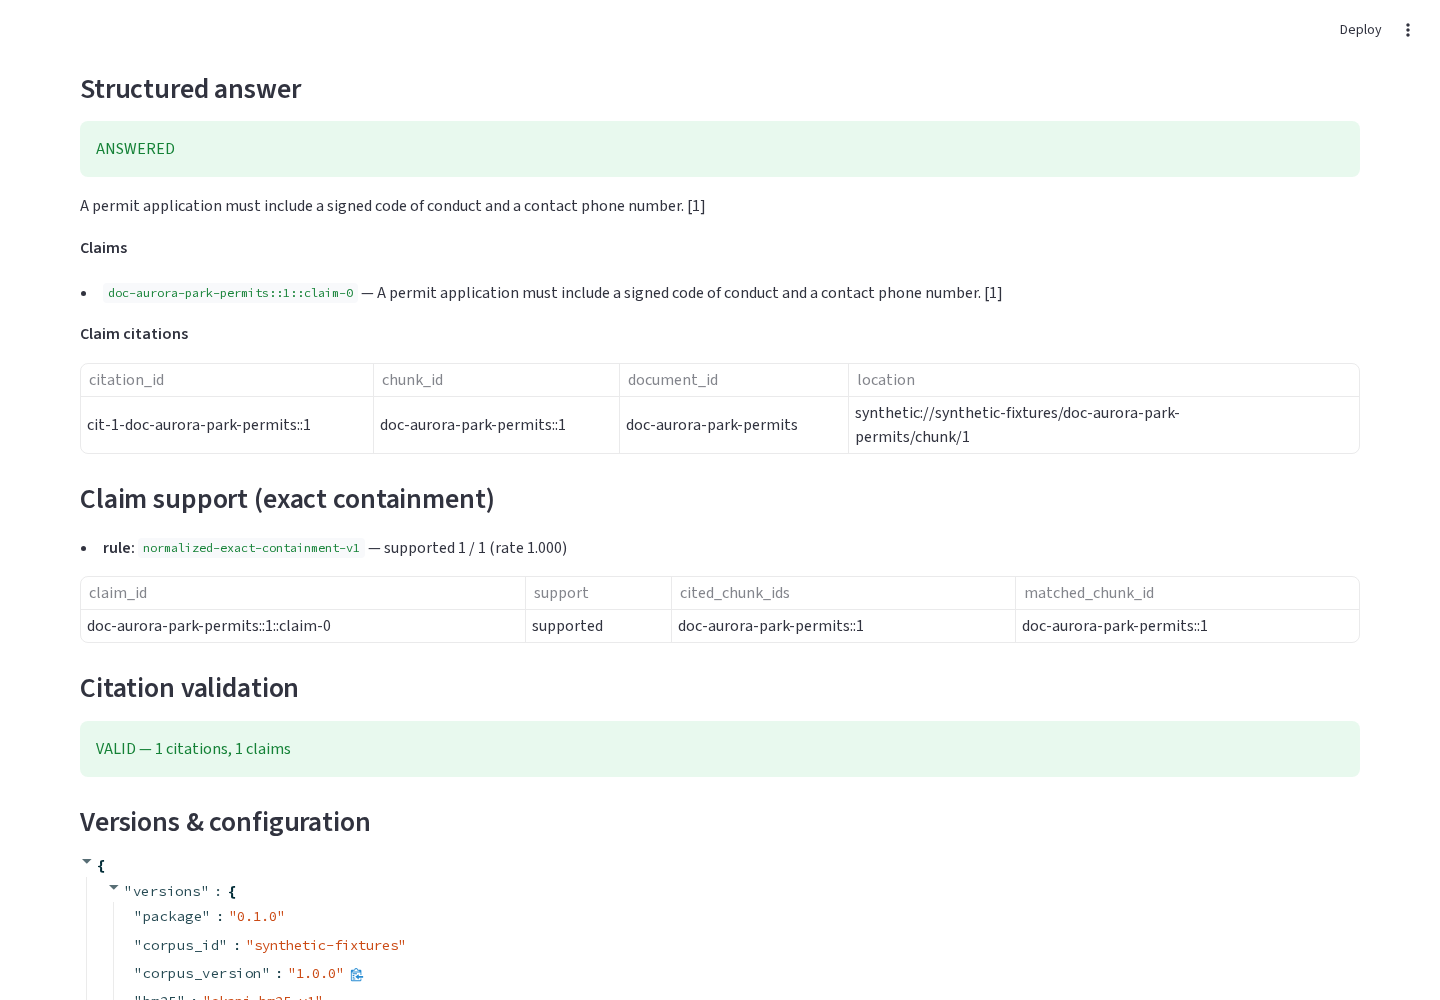 Deploy
Structured answer
ANSWERED
A permit application must include a signed code of conduct and a contact phone number. [1]
Claims
doc-aurora-park-permits::1::claim-0 — A permit application must include a signed code of conduct and a contact phone number. [1]
Claim citations
citation_id chunk_id document_id location
cit-1-doc-aurora-park-permits::1 doc-aurora-park-permits::1 doc-aurora-park-permits synthetic://synthetic-fixtures/doc-aurora-park-
permits/chunk/1
Claim support (exact containment)
rule: normalized-exact-containment-v1 — supported 1 / 1 (rate 1.000)
claim_id support cited_chunk_ids matched_chunk_id
doc-aurora-park-permits::1::claim-0 supported doc-aurora-park-permits::1 doc-aurora-park-permits::1
Citation validation
VALID — 1 citations, 1 claims
Versions & configuration
{
"versions" : {
"package" : "0.1.0"
"corpus_id" : "synthetic-fixtures"
"corpus_version" : "1.0.0"
"bm25" : "okapi-bm25-v1"